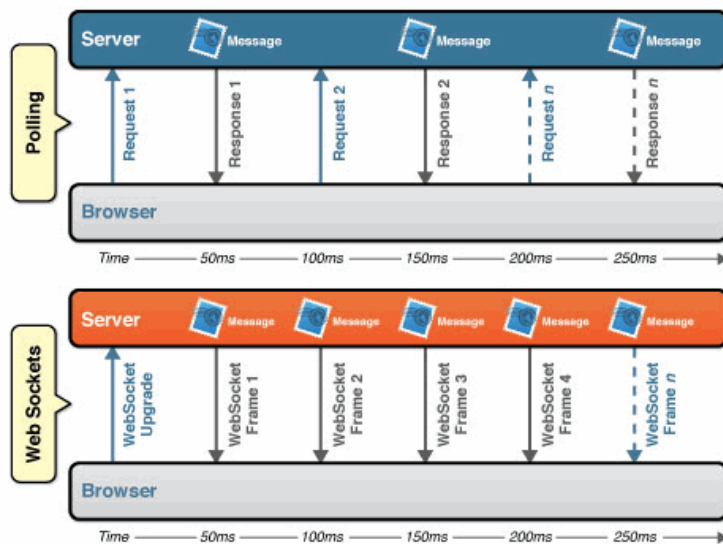 Polling
Server
Message
Message
Message
Request 1
Response 1
Request 2
Response 2
Request n
Response n
Browser
Time 50ms 100ms 150ms 200ms 250ms
Web Sockets
Server
Message
Message
Message
Message
Message
WebSocket
Upgrade
WebSocket
Frame 1
WebSocket
Frame 2
WebSocket
Frame 3
WebSocket
Frame 4
WebSocket
Frame n
Browser
Time 50ms 100ms 150ms 200ms 250ms